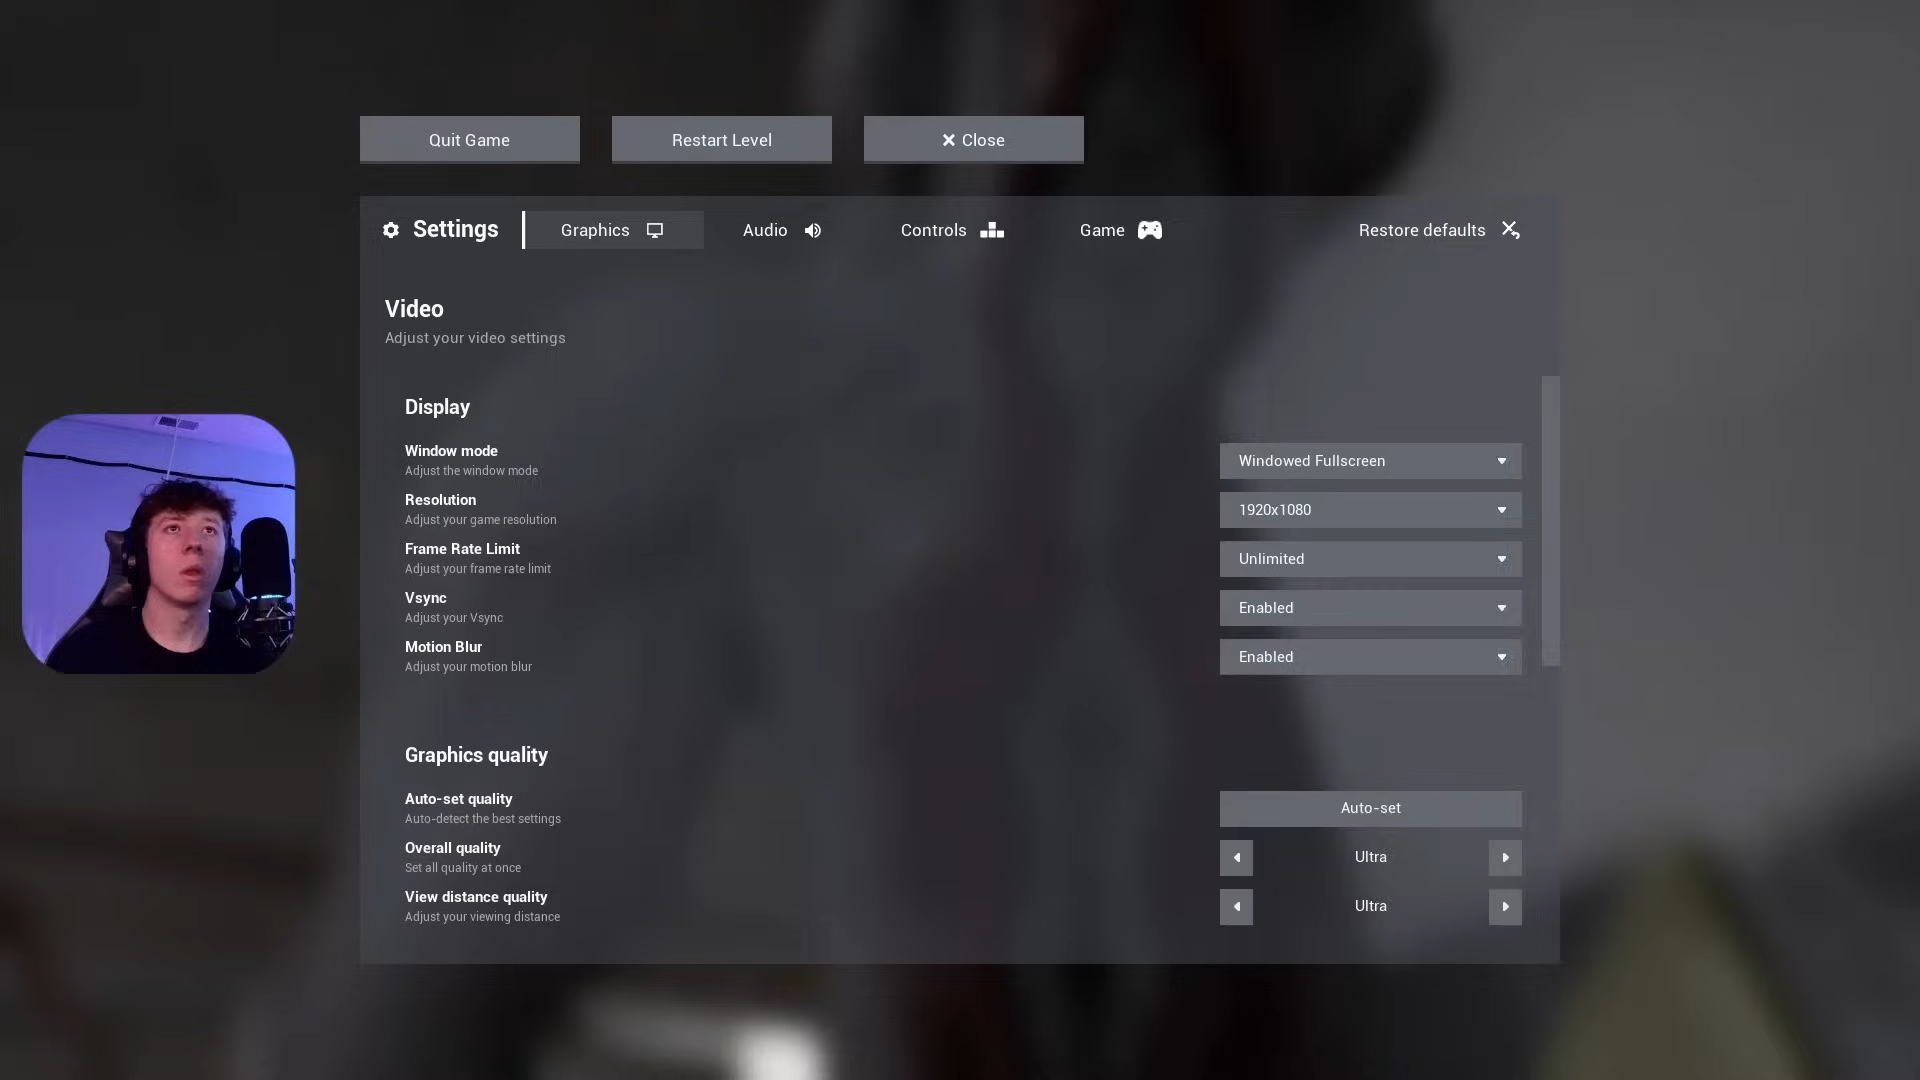 Quit Game
Restart Level
Close
Settings
Graphics
Audio
Controls
Game
Restore defaults
Video
Adjust your video settings
Display
Window mode
Adjust the window mode
Windowed Fullscreen
Resolution
Adjust your game resolution
1920x1080
Frame Rate Limit
Adjust your frame rate limit
Unlimited
Vsync
Adjust your Vsync
Enabled
Motion Blur
Adjust your motion blur
Enabled
Graphics quality
Auto-set quality
Auto-detect the best settings
Auto-set
Overall quality
Set all quality at once
Ultra
View distance quality
Adjust your viewing distance
Ultra